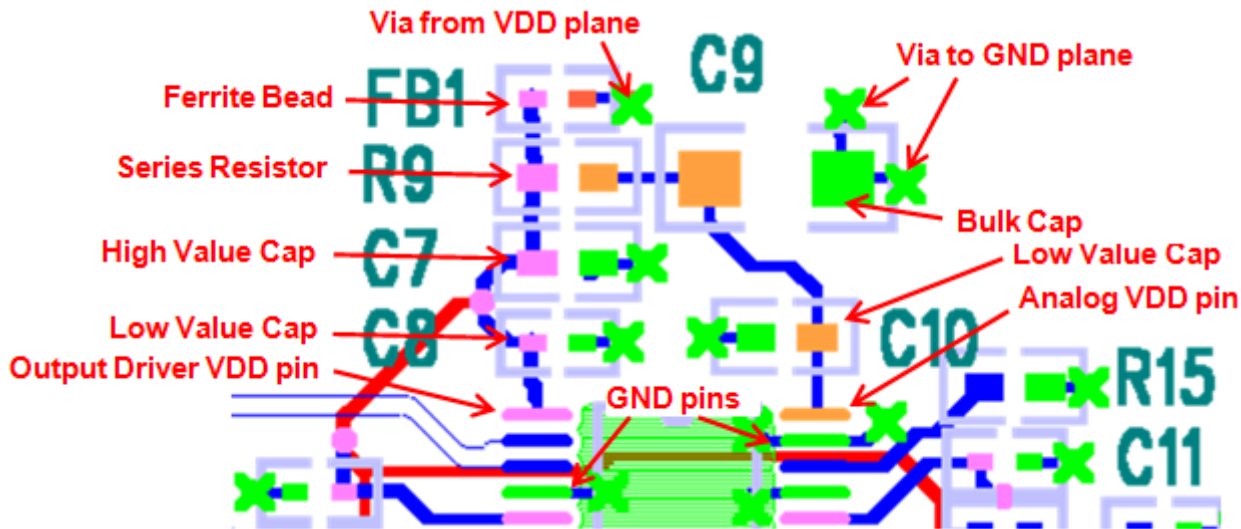 Via from VDD plane
C9
Via to GND plane
Ferrite Bead
FB1
Series Resistor
R9
Bulk Cap
High Value Cap
C7
Low Value Cap
Analog VDD pin
Low Value Cap
C8
C10
Output Driver VDD pin
GND pins
R15
C11